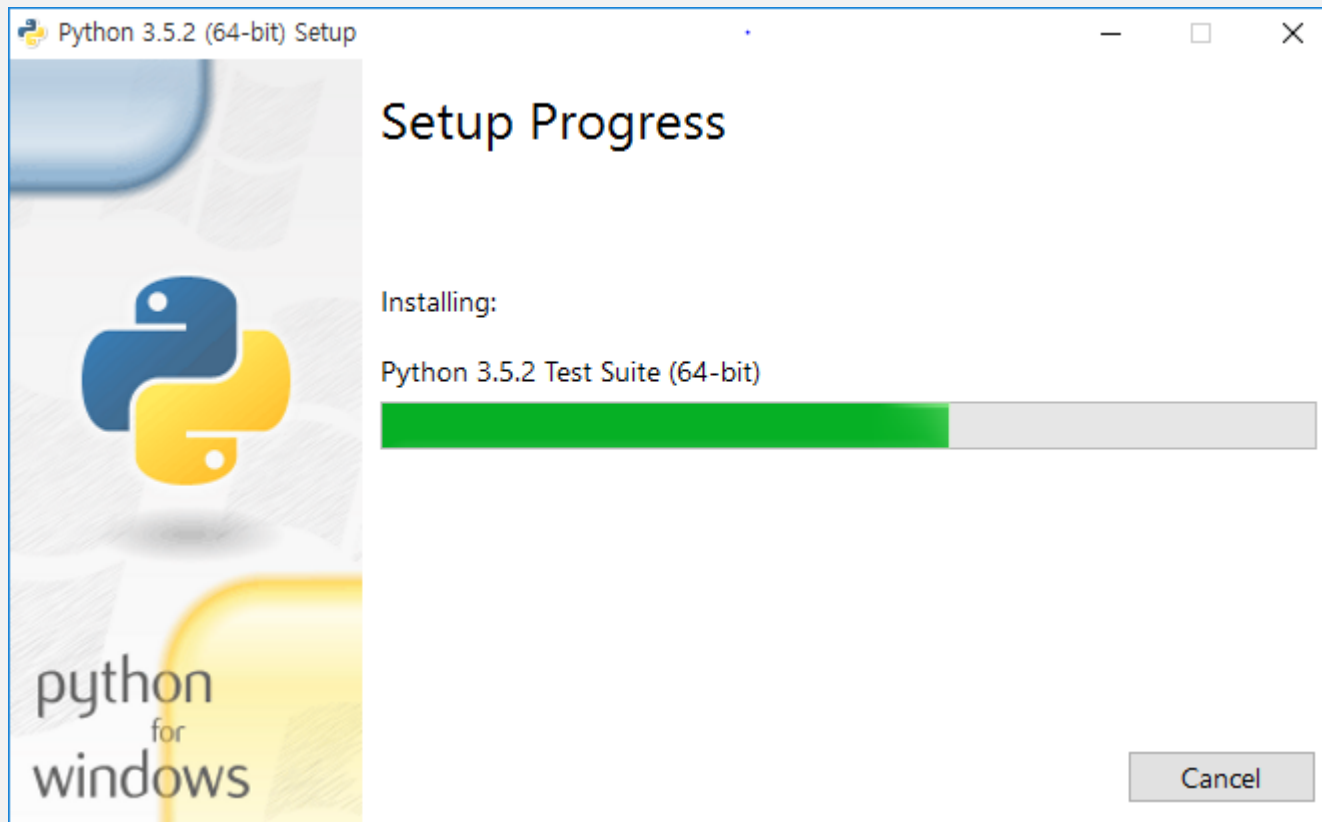 Python 3.5.2 (64-bit) Setup
Setup Progress
Installing:
Python 3.5.2 Test Suite (64-bit)
python
for
windows
Cancel